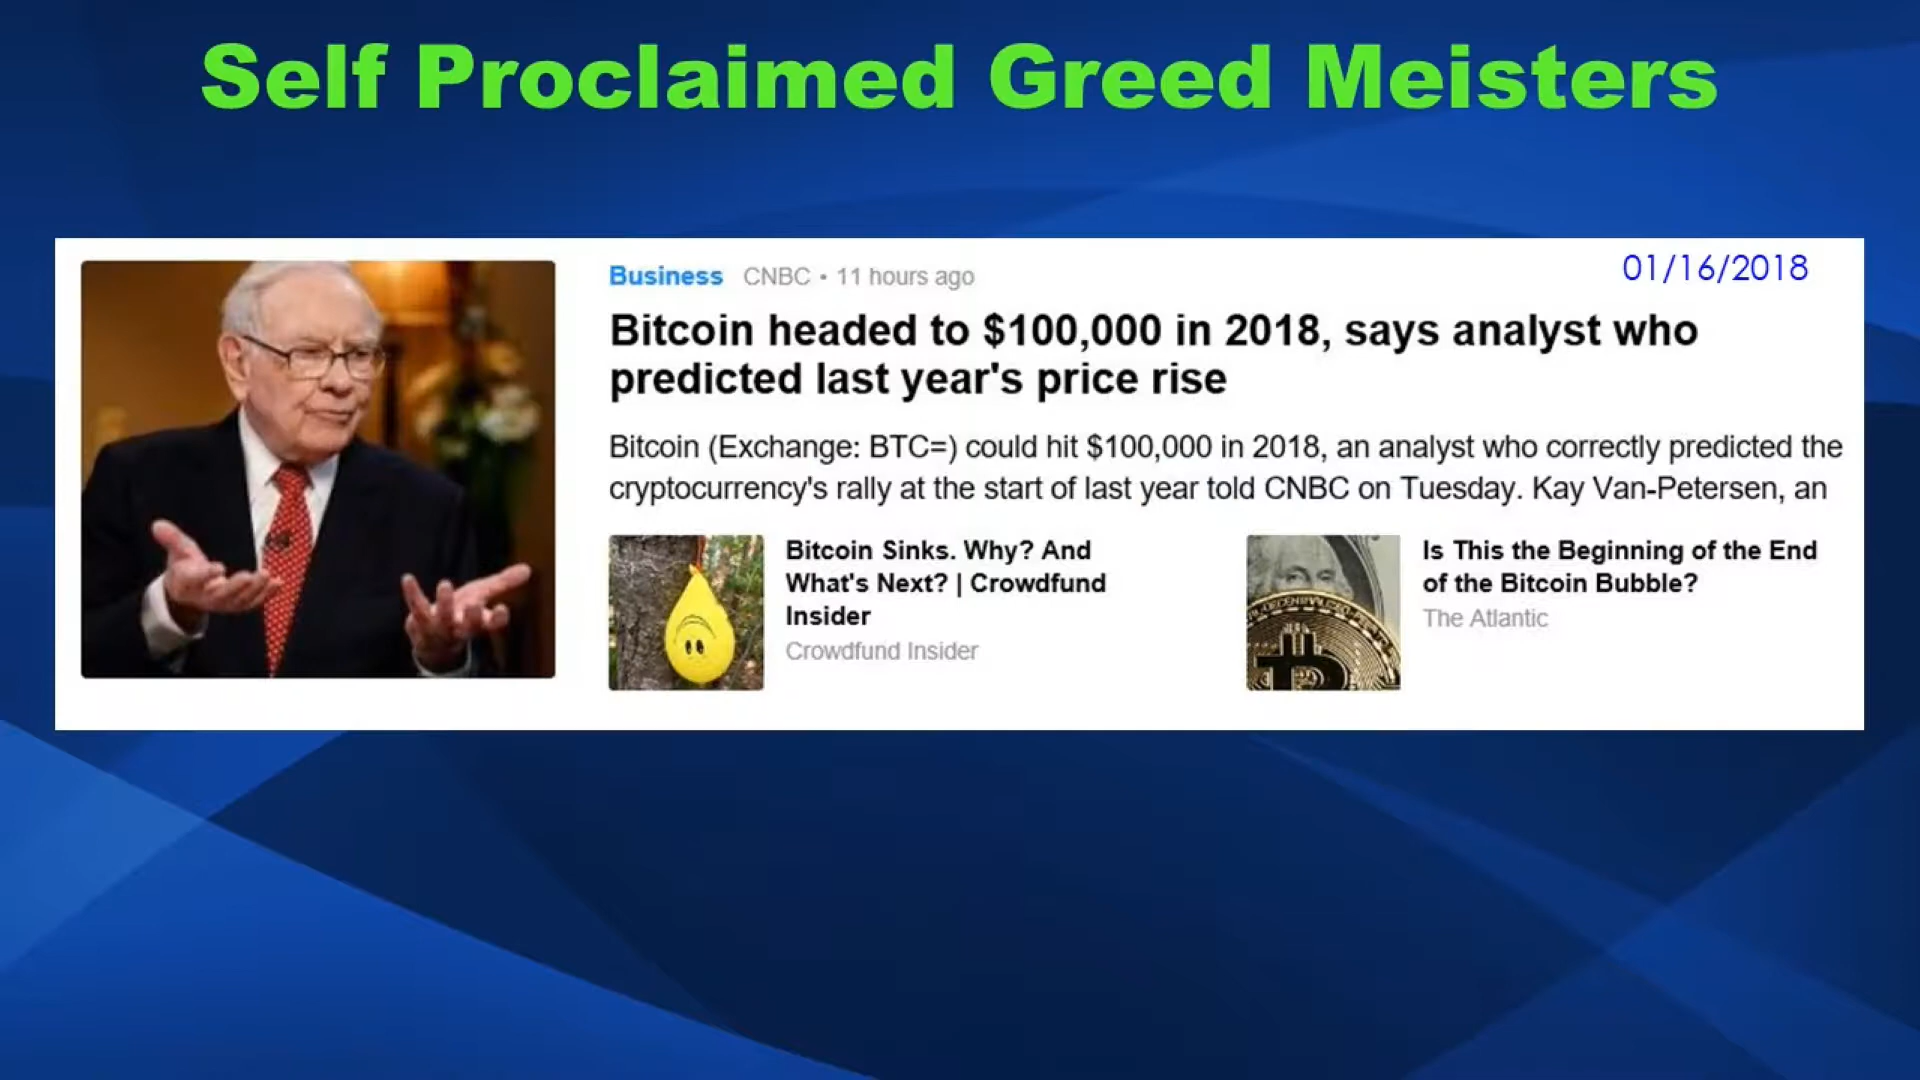 Self Proclaimed Greed Meisters
Business CNBC • 11 hours ago
01/16/2018
Bitcoin headed to $100,000 in 2018, says analyst who
predicted last year's price rise
Bitcoin (Exchange: BTC=) could hit $100,000 in 2018, an analyst who correctly predicted the
cryptocurrency's rally at the start of last year told CNBC on Tuesday. Kay Van-Petersen, an
Bitcoin Sinks. Why? And
What's Next? | Crowdfund
Insider
Crowdfund Insider
Is This the Beginning of the End
of the Bitcoin Bubble?
The Atlantic